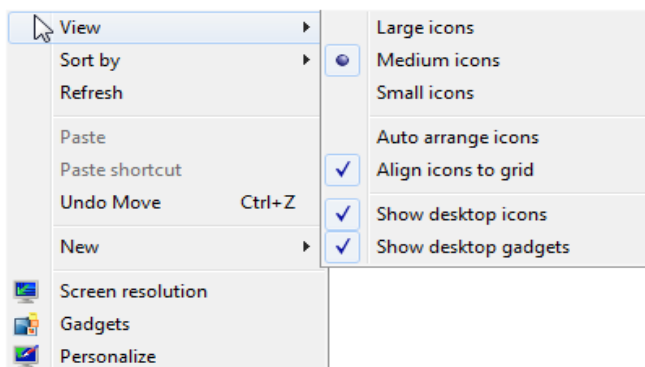 View
Sort by
Refresh
Paste
Paste shortcut
Undo Move Ctrl+Z
New
Screen resolution
Gadgets
Personalize
Large icons
Medium icons
Small icons
Auto arrange icons
Align icons to grid
Show desktop icons
Show desktop gadgets